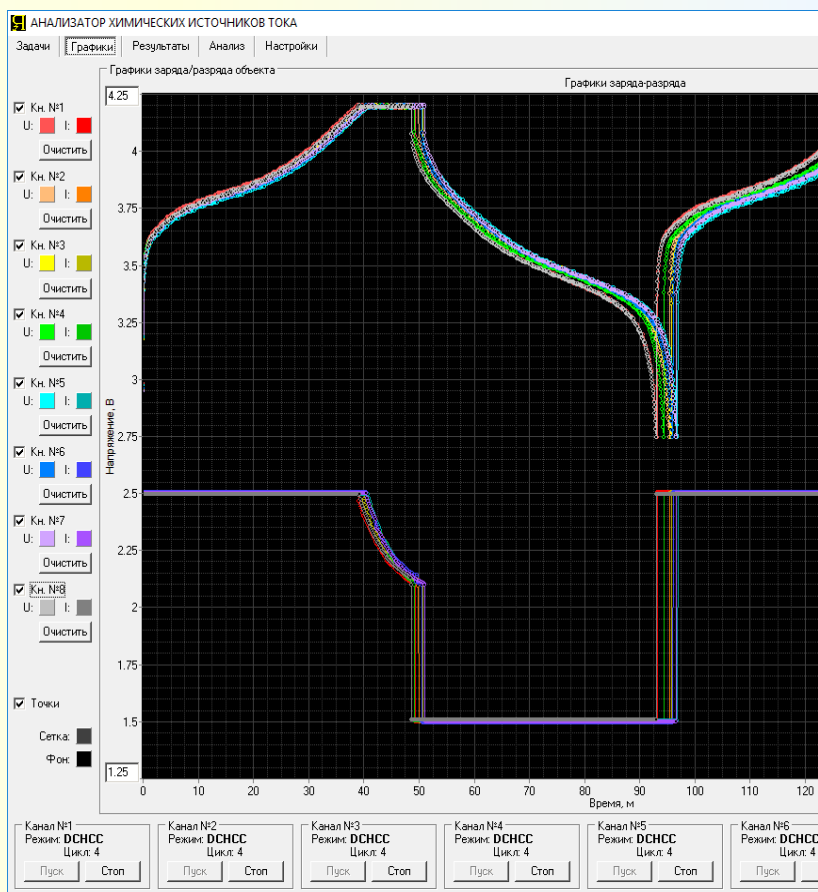 АНАЛИЗАТОР ХИМИЧЕСКИХ ИСТОЧНИКОВ ТОКА
Задачи Графики Результаты Анализ Настройки
Графики заряда/разряда объекта
Графики заряда-разряда
4.25
Кн. №1
U: I:
Очистить
4
Кн. №2
U: I:
Очистить
3.75
Кн. №3
U: I:
Очистить
3.5
Кн. №4
U: I:
Очистить
3.25
Кн. №5
U: I:
Очистить
3
Напряжение, В
2.75
Кн. №6
U: I:
Очистить
2.5
Кн. №7
U: I:
Очистить
2.25
Кн. №8
U: I:
Очистить
2
1.75
Точки
1.5
Сетка:
Фон:
1.25
0 10 20 30 40 50 60 70 80 90 100 110 120
Время, м
Канал №1 Канал №2 Канал №3 Канал №4 Канал №5 Канал №6
Режим: DCHCC Режим: DCHCC Режим: DCHCC Режим: DCHCC Режим: DCHCC Режим: DCHCC
Цикл: 4 Цикл: 4 Цикл: 4 Цикл: 4 Цикл: 4 Цикл: 4
Пуск Стоп Пуск Стоп Пуск Стоп Пуск Стоп Пуск Стоп Пуск Стоп